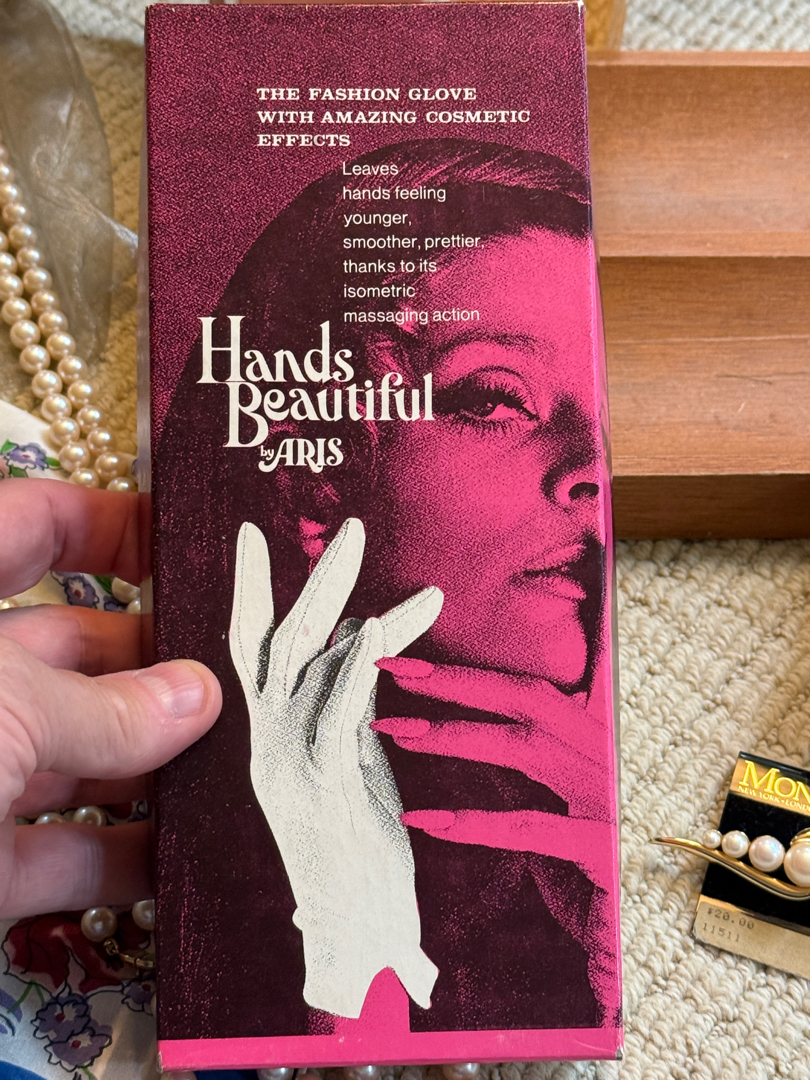 THE FASHION GLOVE
WITH AMAZING COSMETIC
EFFECTS
Leaves
hands feeling
younger,
smoother, prettier,
thanks to its
isometric
massaging action
Hands
Beautiful
by ARIS
MON
NEW YORK • LOND
$20.00
11511